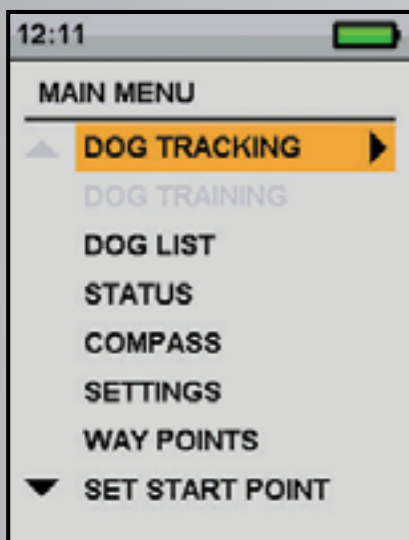 12:11
MAIN MENU
DOG TRACKING
DOG TRAINING
DOG LIST
STATUS
COMPASS
SETTINGS
WAY POINTS
SET START POINT